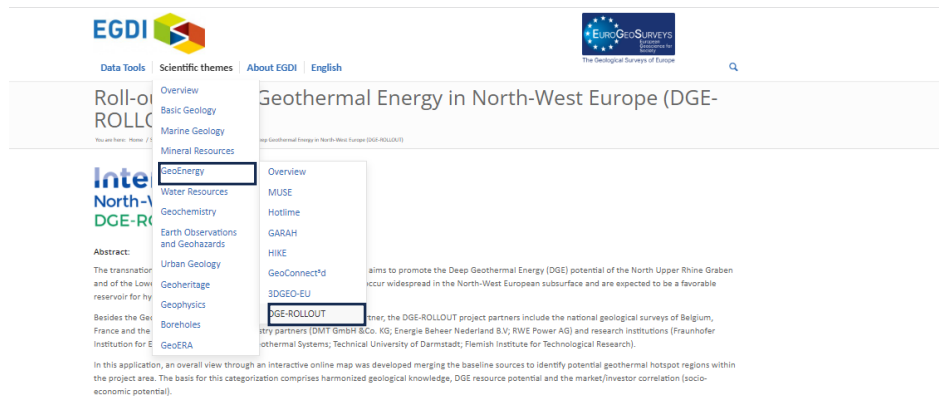 EGDI
EUROGEOSURVEYS
European
Geoscience for
Society
The Geological Surveys of Europe
Data Tools Scientific themes About EGDI English
Roll-ou Geothermal Energy in North-West Europe (DGE-
ROLLO
You are here: Home / Deep Geothermal Energy in North-West Europe (DGE-ROLLOUT)
Overview
Basic Geology
Marine Geology
Mineral Resources
GeoEnergy
Water Resources
Geochemistry
Earth Observations
and Geohazards
Urban Geology
Geoheritage
Geophysics
Boreholes
GeoERA
Overview
MUSE
Hotlime
GARAH
HIKE
GeoConnect³d
3DGEO-EU
DGE-ROLLOUT
Inte
North-W
DGE-RO
Abstract:
The transnation aims to promote the Deep Geothermal Energy (DGE) potential of the North Upper Rhine Graben
and of the Lowe occur widespread in the North-West European subsurface and are expected to be a favorable
reservoir for hy
Besides the Geo rtner, the DGE-ROLLOUT project partners include the national geological surveys of Belgium,
France and the stry partners (DMT GmbH &Co. KG; Energie Beheer Nederland B.V; RWE Power AG) and research institutions (Fraunhofer
Institution for E othermal Systems; Technical University of Darmstadt; Flemish Institute for Technological Research).
In this application, an overall view through an interactive online map was developed merging the baseline sources to identify potential geothermal hotspot regions within
the project area. The basis for this categorization comprises harmonized geological knowledge, DGE resource potential and the market/investor correlation (socio-
economic potential).